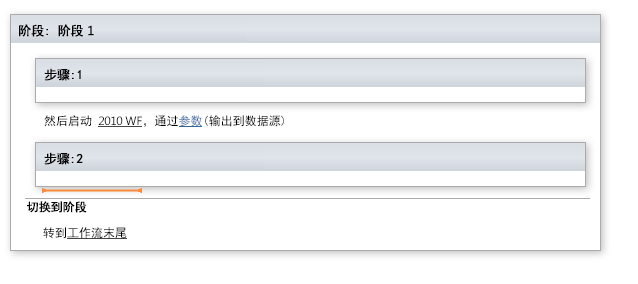 阶段: 阶段 1
步骤:1
然后启动 2010 WF, 通过参数(输出到数据源)
步骤:2
切换到阶段
转到工作流末尾